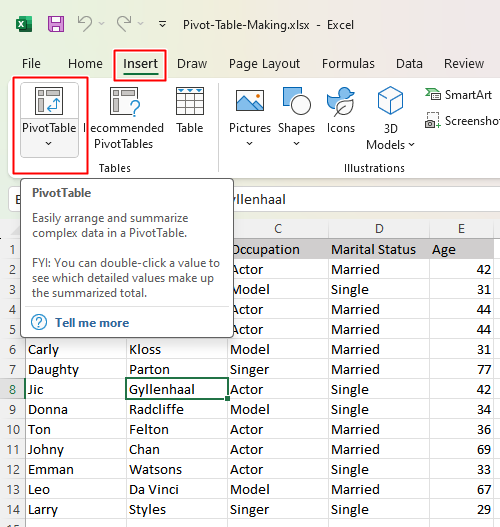 Pivot-Table-Making.xlsx - Excel
File Home Insert Draw Page Layout Formulas Data
PivotTable
Recommended PivotTables
Table
Pictures
Shapes
Icons
3D Models
SmartArt
Tables
Illustrations
PivotTable
Easily arrange and summarize
complex data in a PivotTable.
FYI: You can double-click a value to
see which detailed values make up
the summarized total.
Tell me more
C D E
1 Occupation Marital Status Age
2 Actor Married 42
3 Model Single 31
4 Actor Married 44
5 Actor Married 44
6 Carly Kloss Model Married 31
7 Daughty Parton Singer Married 77
8 Jic Gyllenhaal Actor Single 42
9 Donna Radcliffe Model Single 34
10 Ton Felton Actor Married 36
11 Johny Chan Actor Married 69
12 Emman Watsons Actor Single 33
13 Leo Da Vinci Model Married 67
14 Larry Styles Singer Single 29